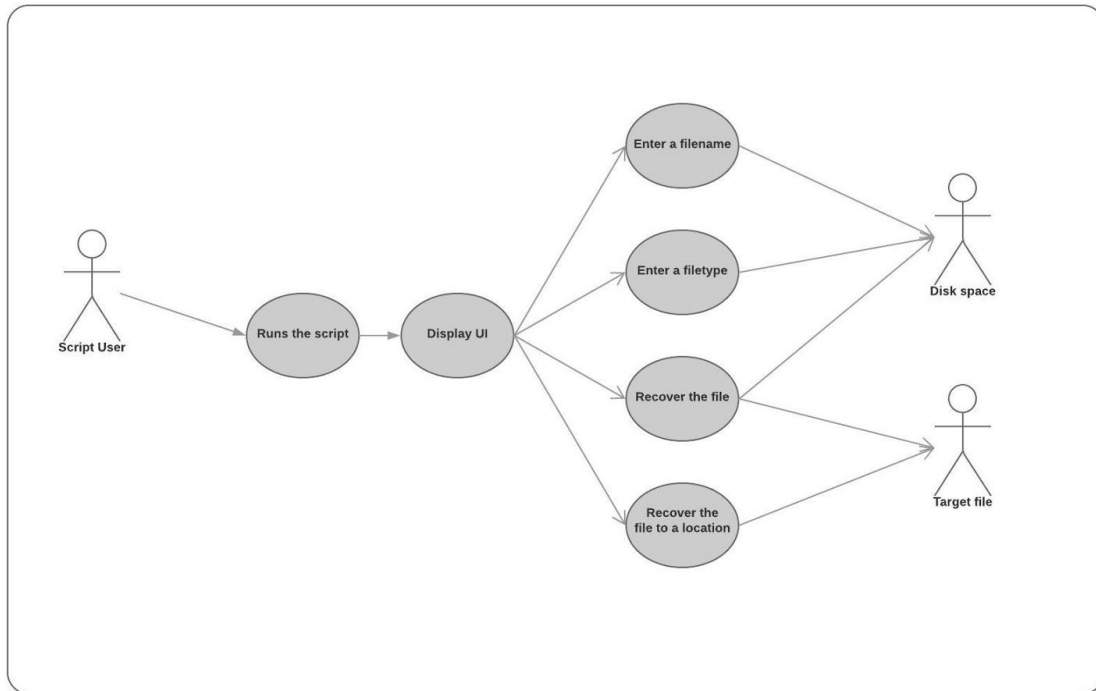 Enter a filename
Enter a filetype
Disk space
Script User
Runs the script
Display UI
Recover the file
Target file
Recover the
file to a location